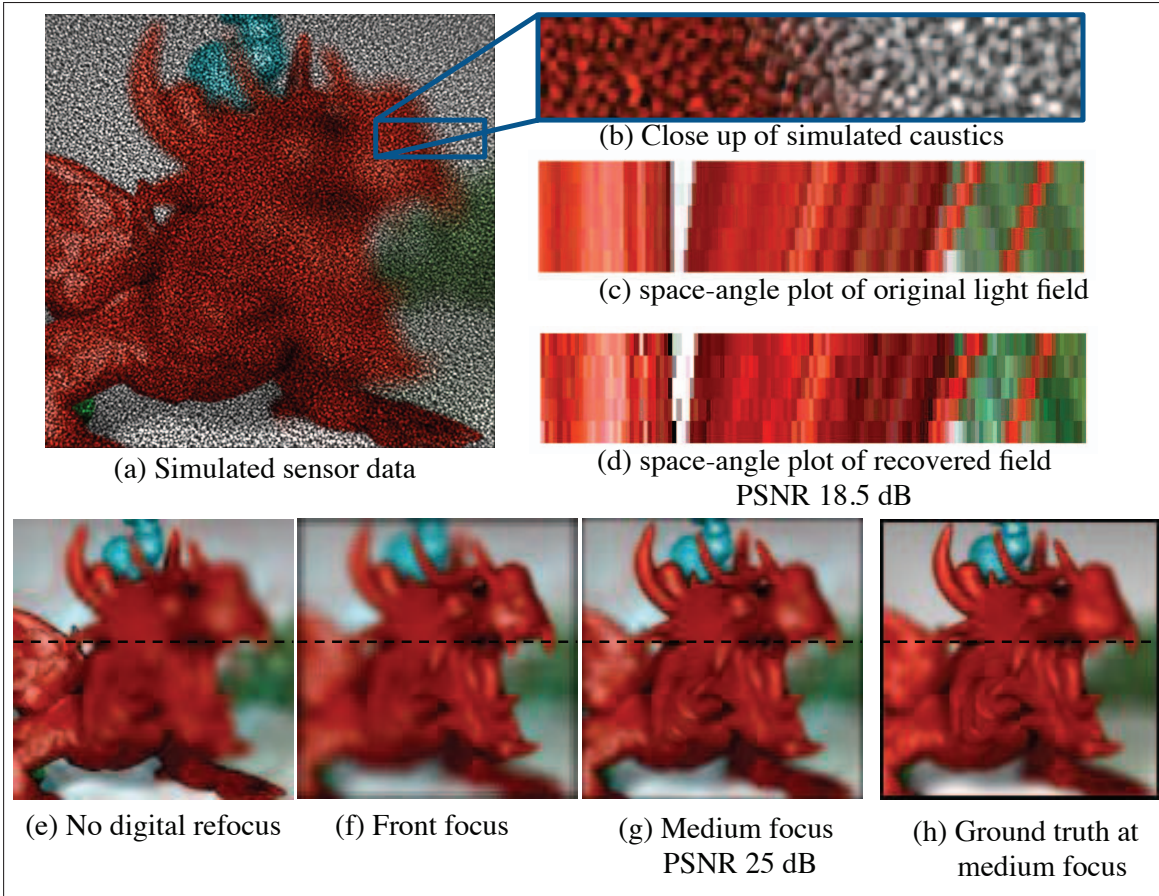 (b) Close up of simulated caustics
(c) space-angle plot of original light field
(a) Simulated sensor data
(d) space-angle plot of recovered field
PSNR 18.5 dB
(e) No digital refocus
(f) Front focus
(g) Medium focus
PSNR 25 dB
(h) Ground truth at
medium focus